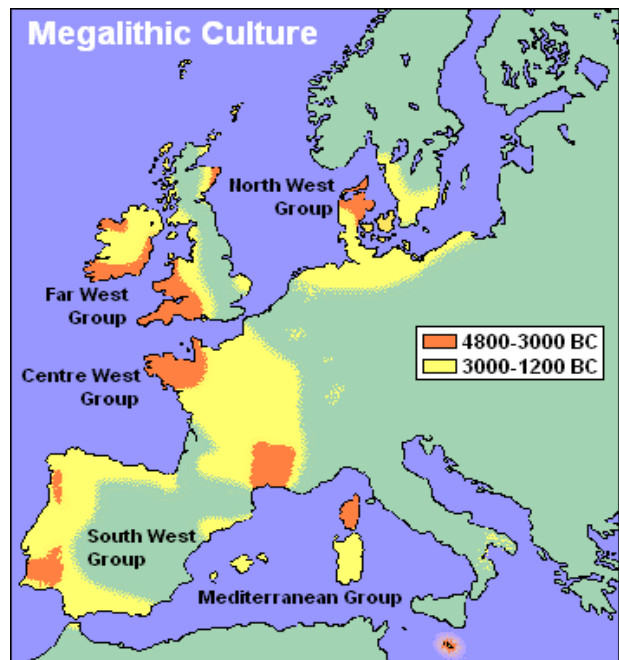 Megalithic Culture
North West
Group
Far West
Group
4800-3000 BC
3000-1200 BC
Centre West
Group
South West
Group
Mediterranean Group